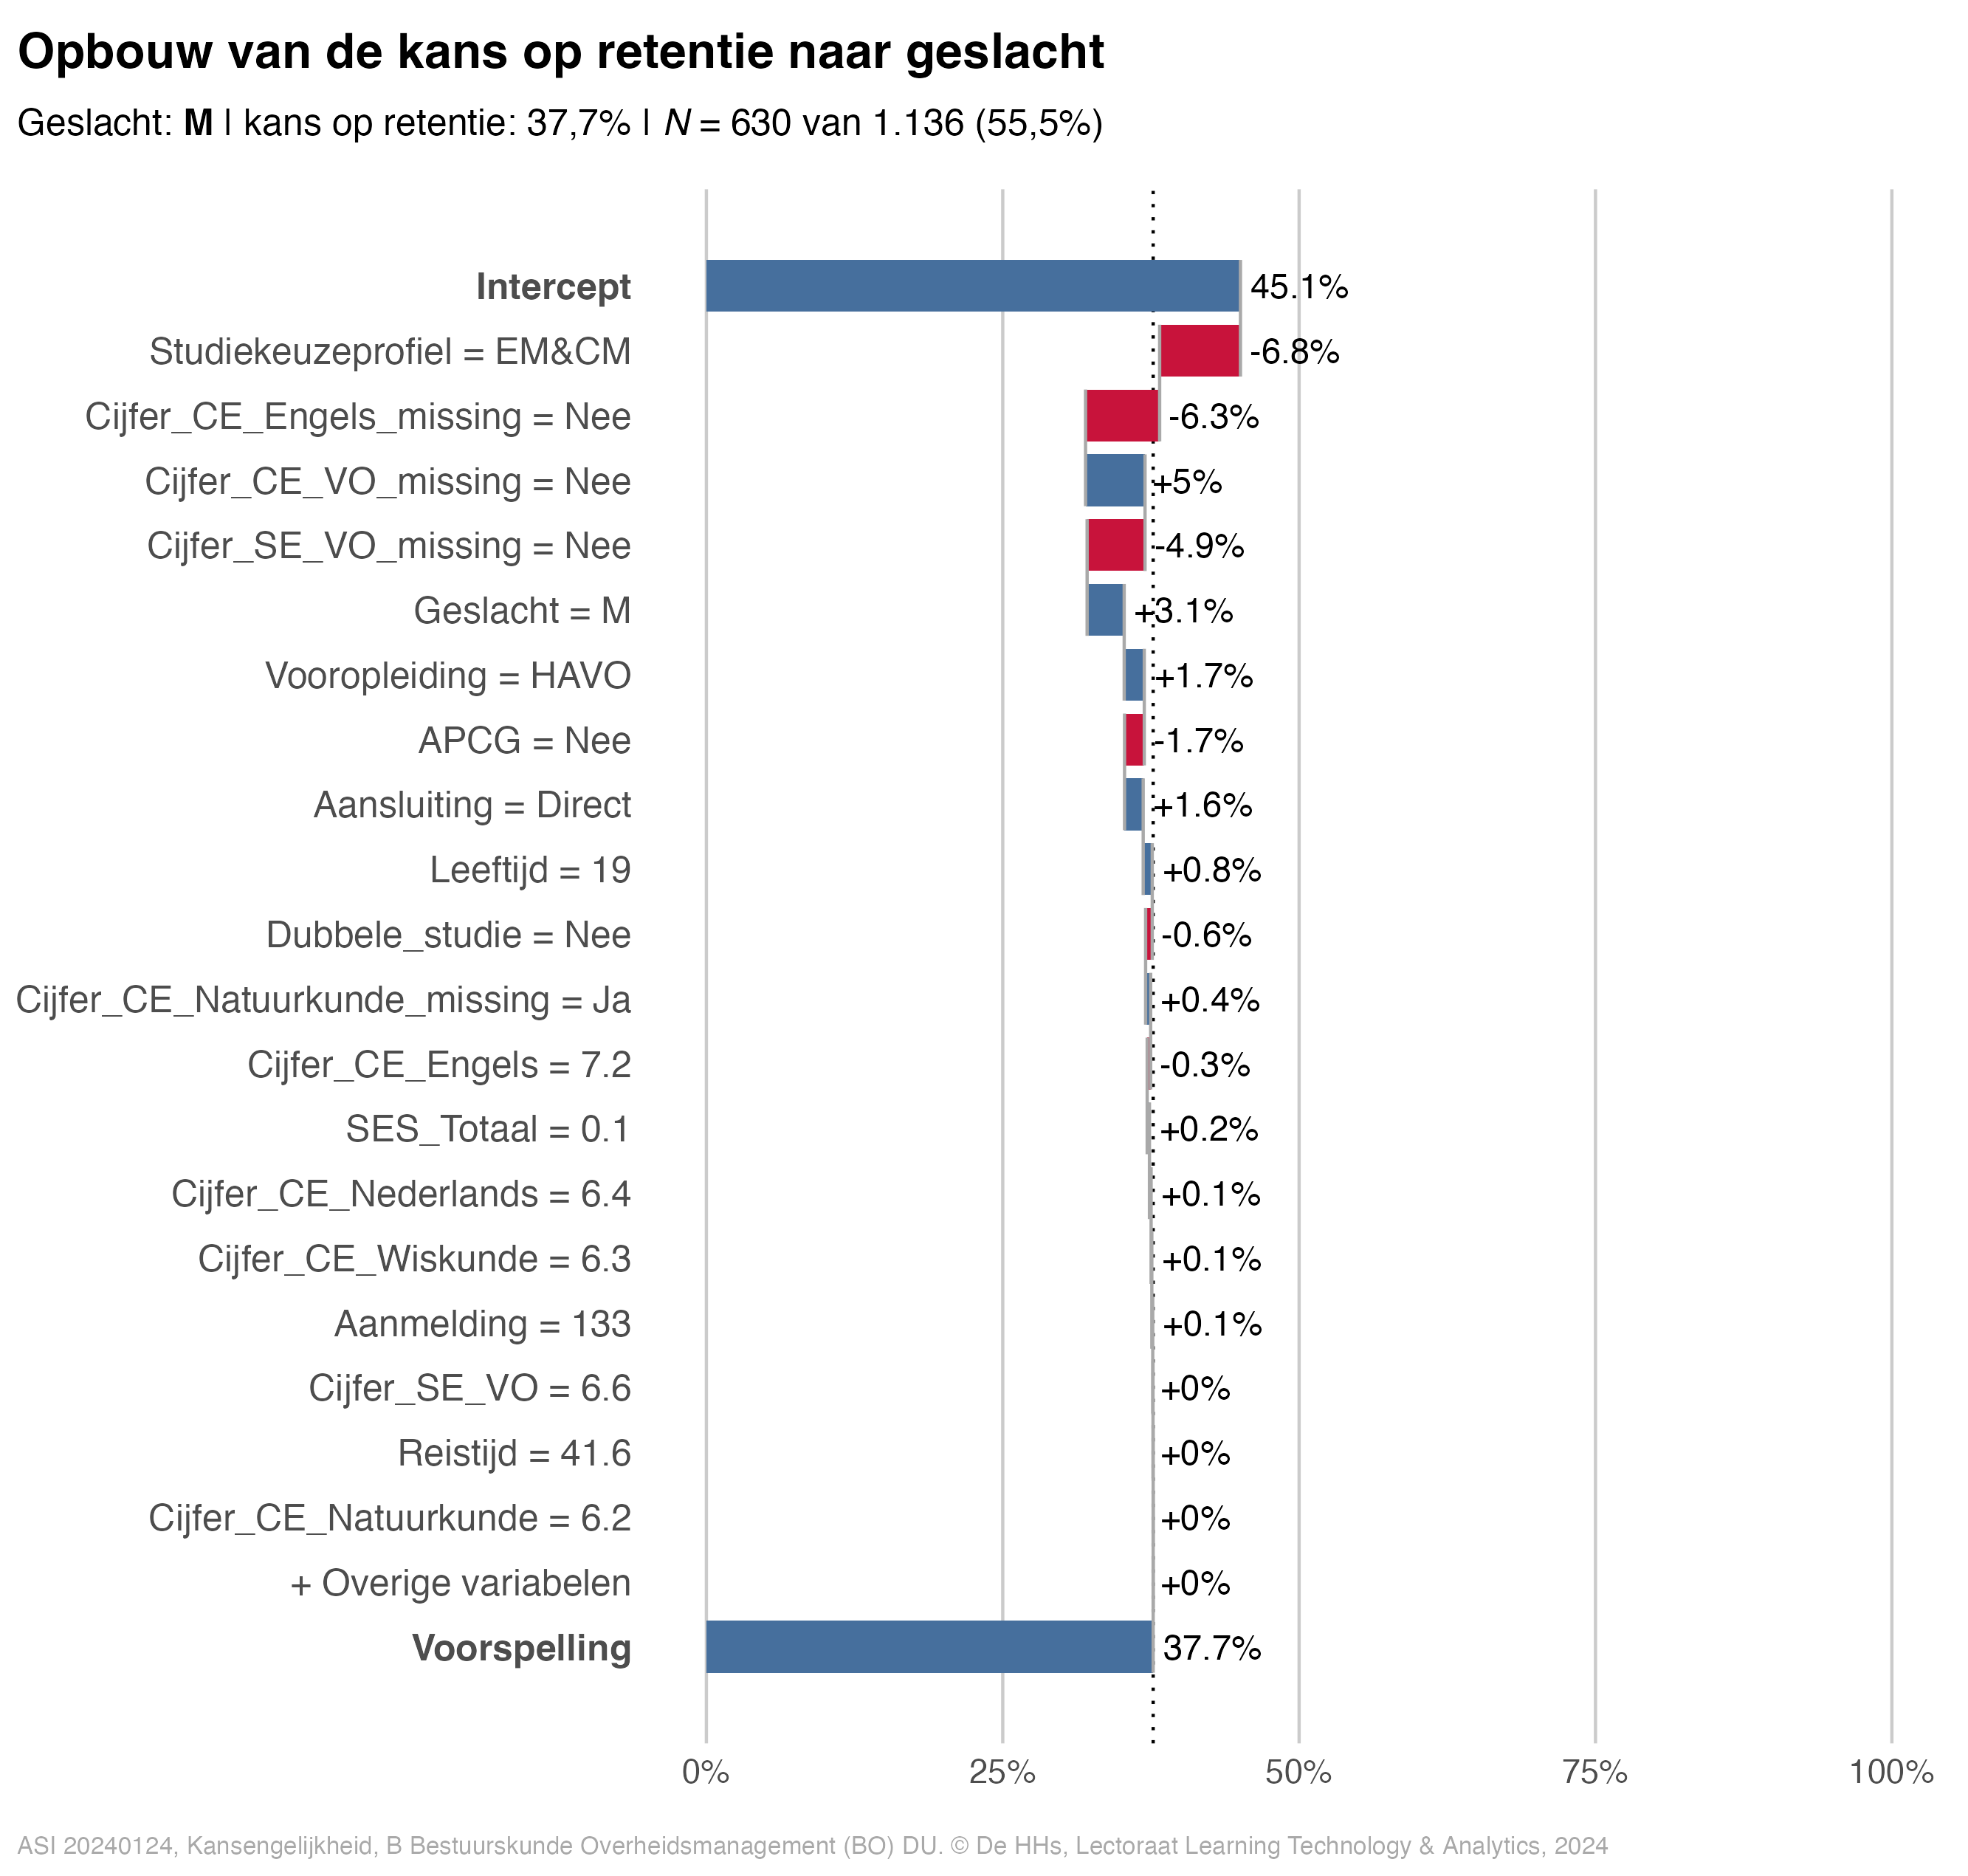 Opbouw van de kans op retentie naar geslacht
Geslacht: M | kans op retentie: 37,7% | N = 630 van 1.136 (55,5%)
Intercept 45.1%
Studiekeuzeprofiel = EM&CM -6.8%
Cijfer_CE_Engels_missing = Nee -6.3%
Cijfer_CE_VO_missing = Nee +5%
Cijfer_SE_VO_missing = Nee -4.9%
Geslacht = M +3.1%
Vooropleiding = HAVO +1.7%
APCG = Nee -1.7%
Aansluiting = Direct +1.6%
Leeftijd = 19 +0.8%
Dubbele_studie = Nee -0.6%
Cijfer_CE_Natuurkunde_missing = Ja +0.4%
Cijfer_CE_Engels = 7.2 -0.3%
SES_Totaal = 0.1 +0.2%
Cijfer_CE_Nederlands = 6.4 +0.1%
Cijfer_CE_Wiskunde = 6.3 +0.1%
Aanmelding = 133 +0.1%
Cijfer_SE_VO = 6.6 +0%
Reistijd = 41.6 +0%
Cijfer_CE_Natuurkunde = 6.2 +0%
+ Overige variabelen +0%
Voorspelling 37.7%
0% 25% 50% 75% 100%
ASI 20240124, Kansengelijkheid, B Bestuurskunde Overheidsmanagement (BO) DU. © De HHs, Lectoraat Learning Technology & Analytics, 2024